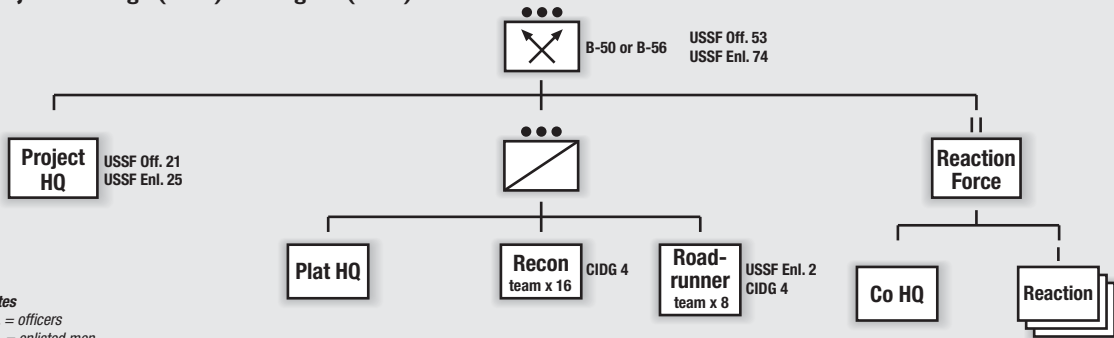 B-50 or B-56
USSF Off. 53
USSF Enl. 74
Project
HQ
USSF Off. 21
USSF Enl. 25
Reaction
Force
Plat HQ
Recon
team x 16
CIDG 4
Road-
runner
team x 8
USSF Enl. 2
CIDG 4
Co HQ
Reaction
= officers